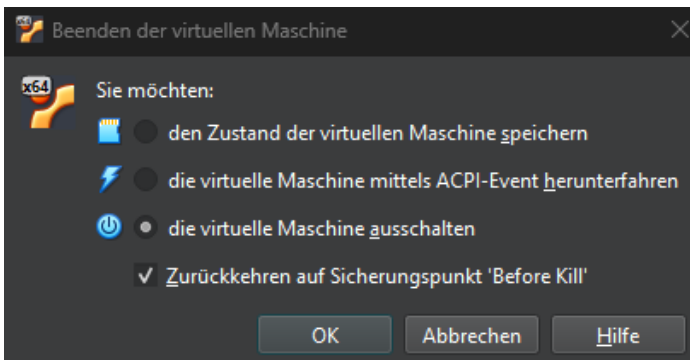 Beenden der virtuellen Maschine
x64
Sie möchten:
den Zustand der virtuellen Maschine speichern
die virtuelle Maschine mittels ACPI-Event herunterfahren
die virtuelle Maschine ausschalten
Zurückkehren auf Sicherungspunkt 'Before Kill'
OK Abbrechen Hilfe